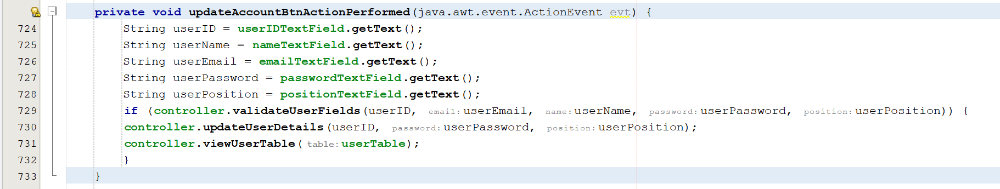 private void updateAccountBtnActionPerformed(java.awt.event.ActionEvent evt) {
724 String userID = userIDTextField.getText();
725 String userName = nameTextField.getText();
726 String userEmail = emailTextField.getText();
727 String userPassword = passwordTextField.getText();
728 String userPosition = positionTextField.getText();
729 if (controller.validateUserFields(userID, email: userEmail, name: userName, password: userPassword, position: userPosition)) {
730 controller.updateUserDetails(userID, password: userPassword, position: userPosition);
731 controller.viewUserTable( table: userTable);
732 }
733 }